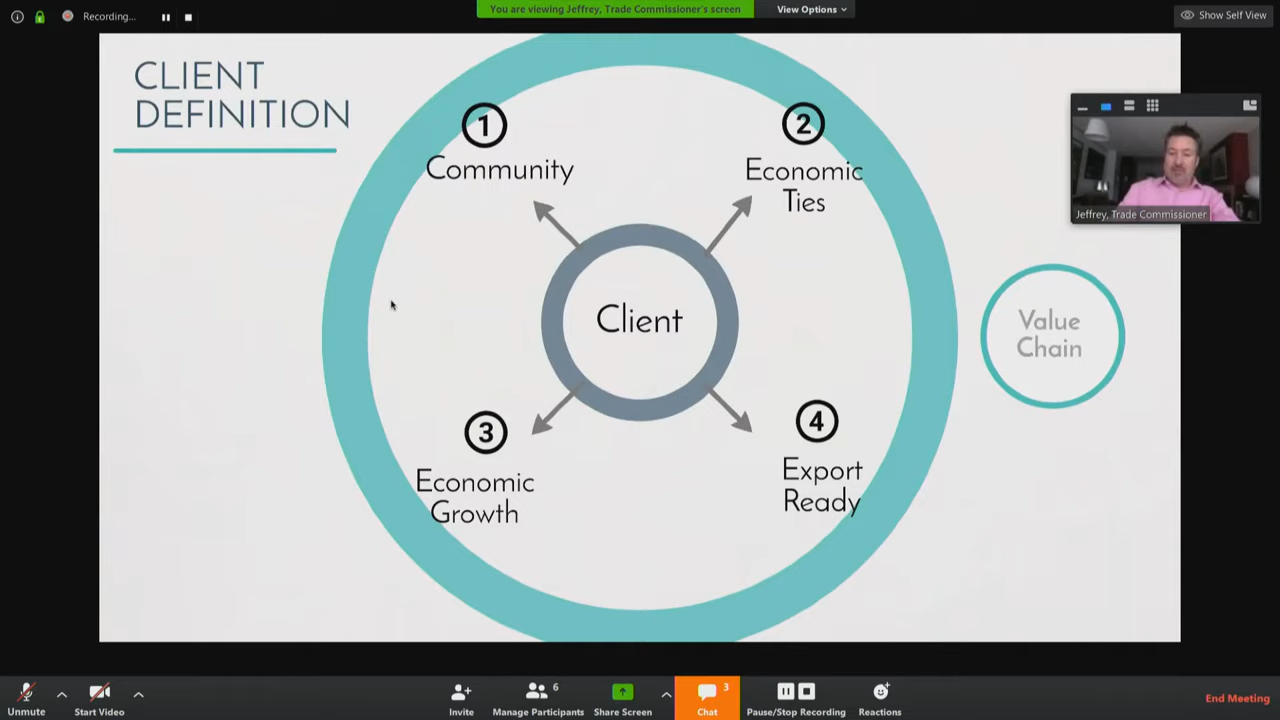 Recording...
You are viewing Jeffrey, Trade Commissioner's screen
View Options
Show Self View
CLIENT
DEFINITION
1
Community
2
Economic
Ties
Jeffrey, Trade Commissioner
Client
Value
Chain
3
Economic
Growth
4
Export
Ready
Unmute
Start Video
Invite
6
Manage Participants
Share Screen
3
Chat
Pause/Stop Recording
Reactions
End Meeting